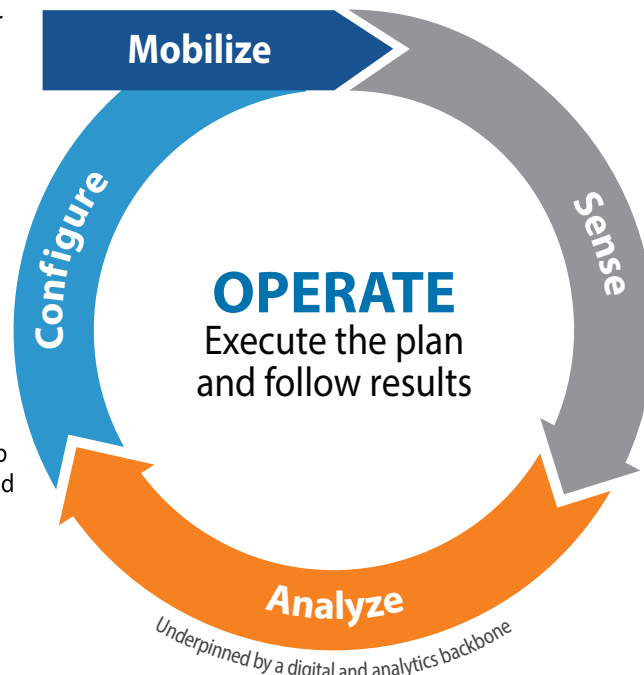 Mobilize
Sense
Configure
OPERATE
Execute the plan
and follow results
Analyze
Underpinned by a digital and analytics backbone